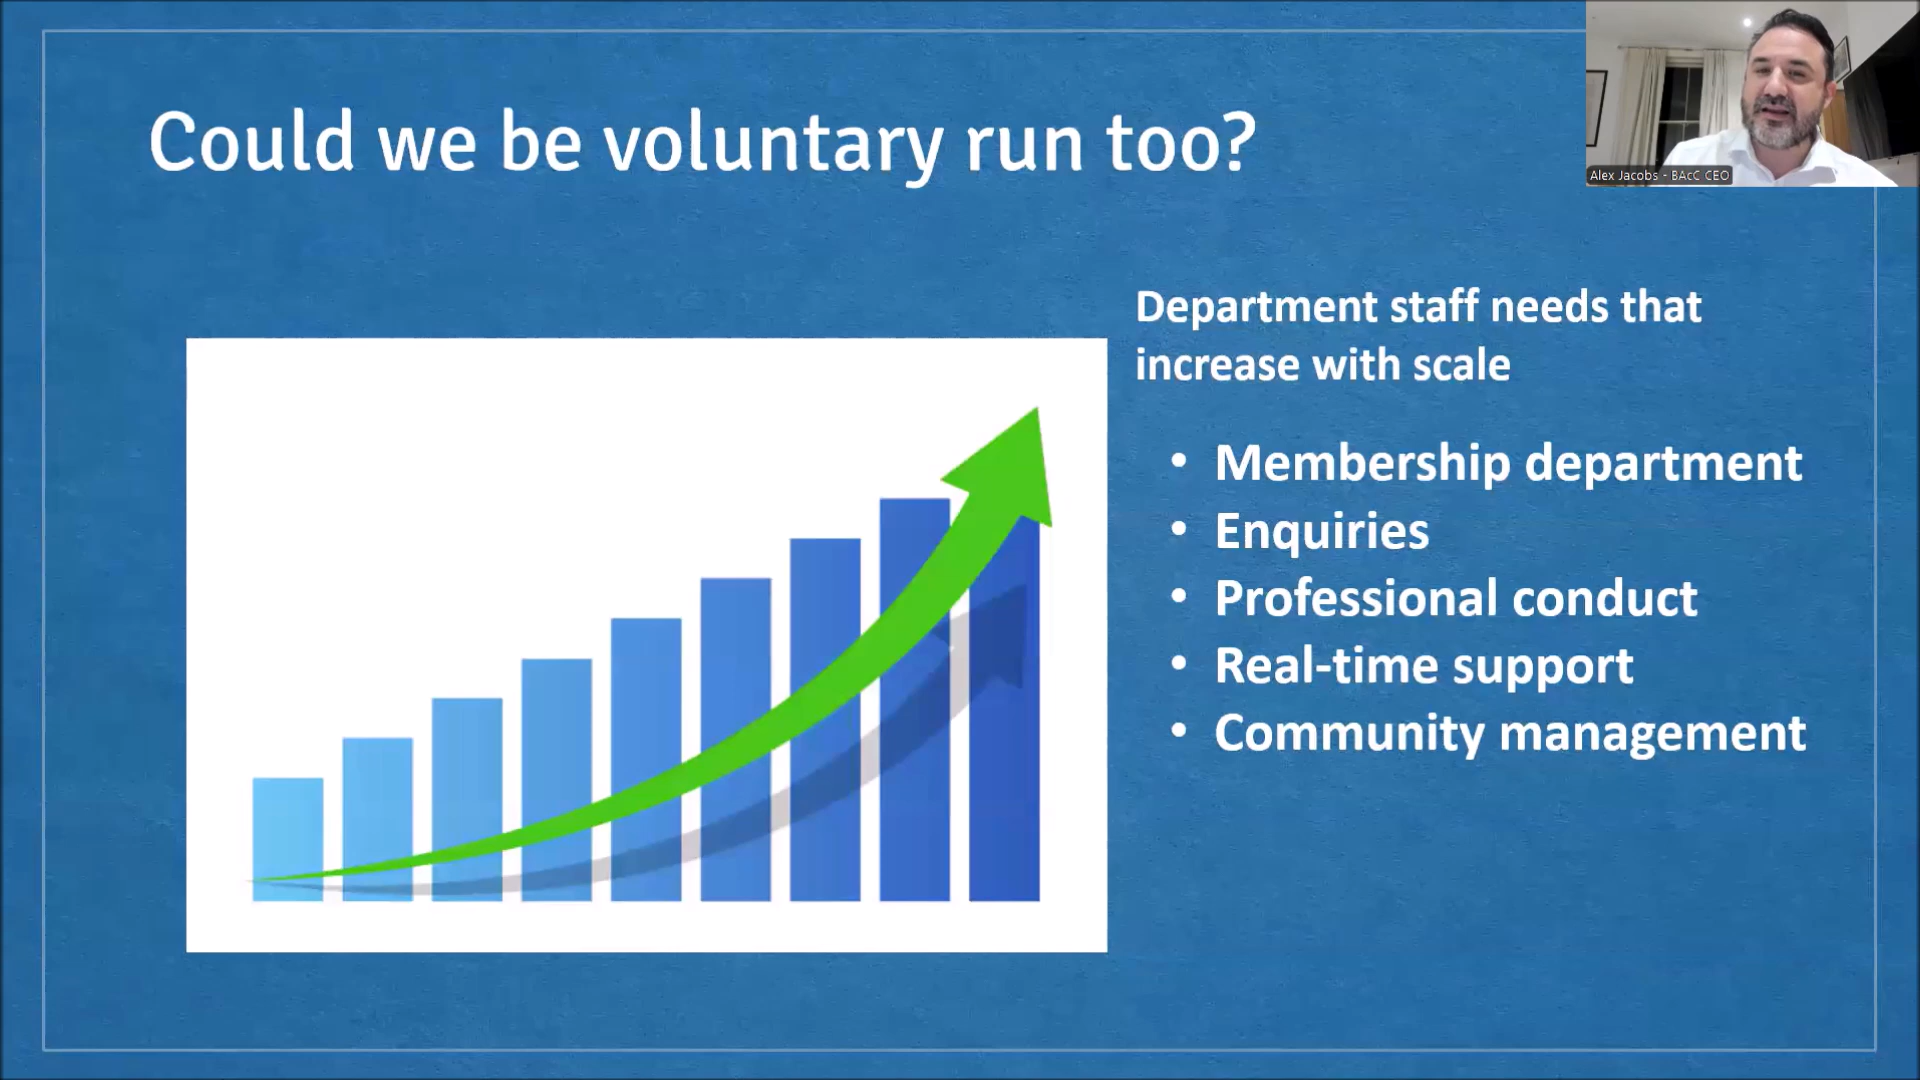 Could we be voluntary run too?
Alex Jacobs - BAcC CEO
Department staff needs that
increase with scale
• Membership department
• Enquiries
• Professional conduct
• Real-time support
• Community management